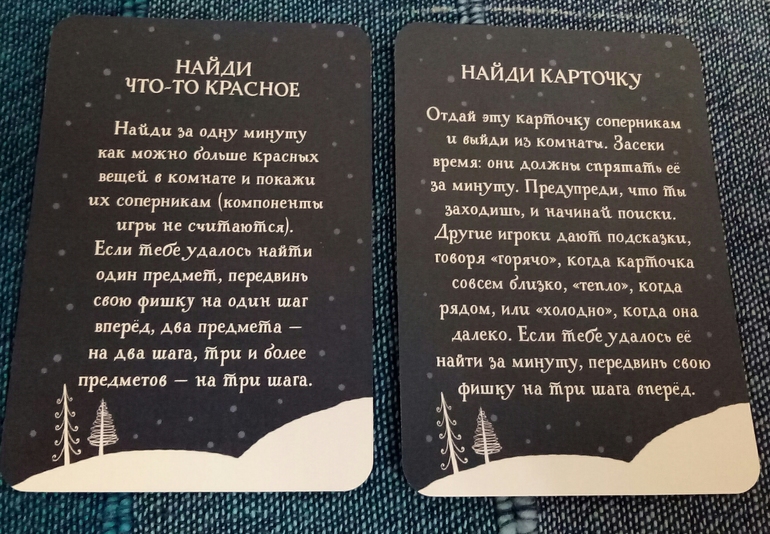 НАЙДИ
ЧТО-ТО КРАСНОЕ
Найди за одну минуту
как можно больше красных
вещей в комнате и покажи
их соперникам (компоненты
игры не считаются).
Если тебе удалось найти
один предмет, передвинь
свою фишку на один шаг
вперёд, два предмета —
на два шага, три и более
предметов — на три шага.
НАЙДИ КАРТОЧКУ
Отдай эту карточку соперникам
и выйди из комнаты. Засеки
время: они должны спрятать её
за минуту. Предупреди, что ты
заходишь, и начинай поиски.
Другие игроки дают подсказки,
говоря «горячо», когда карточка
совсем близко, «тепло», когда
рядом, или «холодно», когда она
далеко. Если тебе удалось её
найти за минуту, передвинь свою
фишку на три шага вперёд.